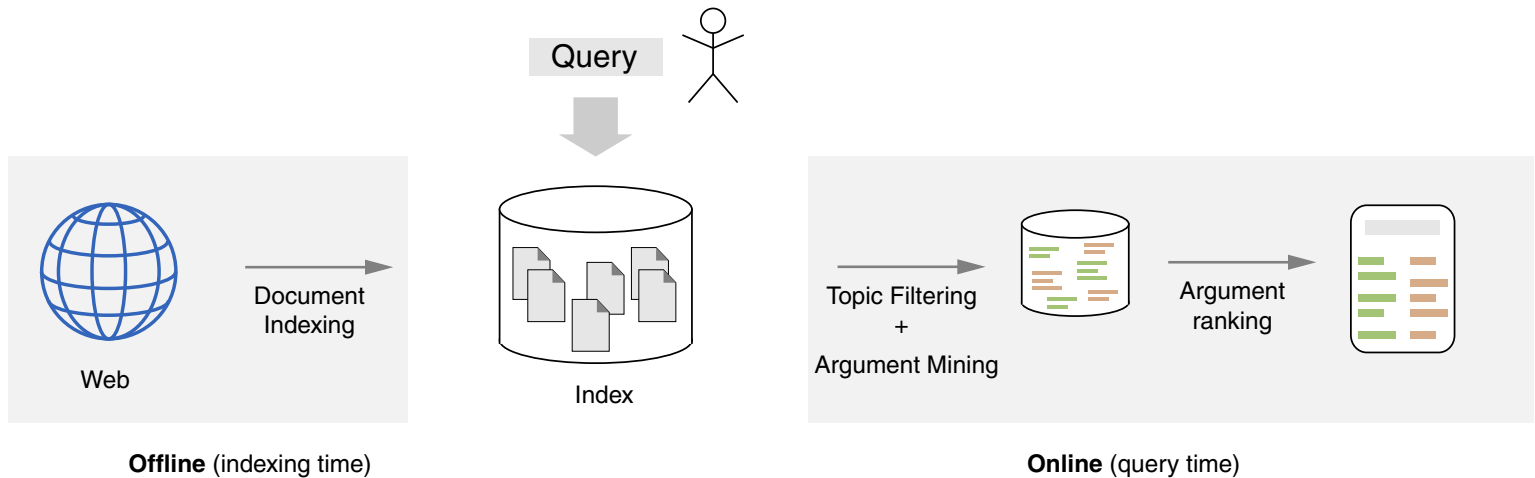 Query
Document
Indexing
Web
Index
Topic Filtering
+
Argument Mining
Argument
ranking
Offline (indexing time)
Online (query time)